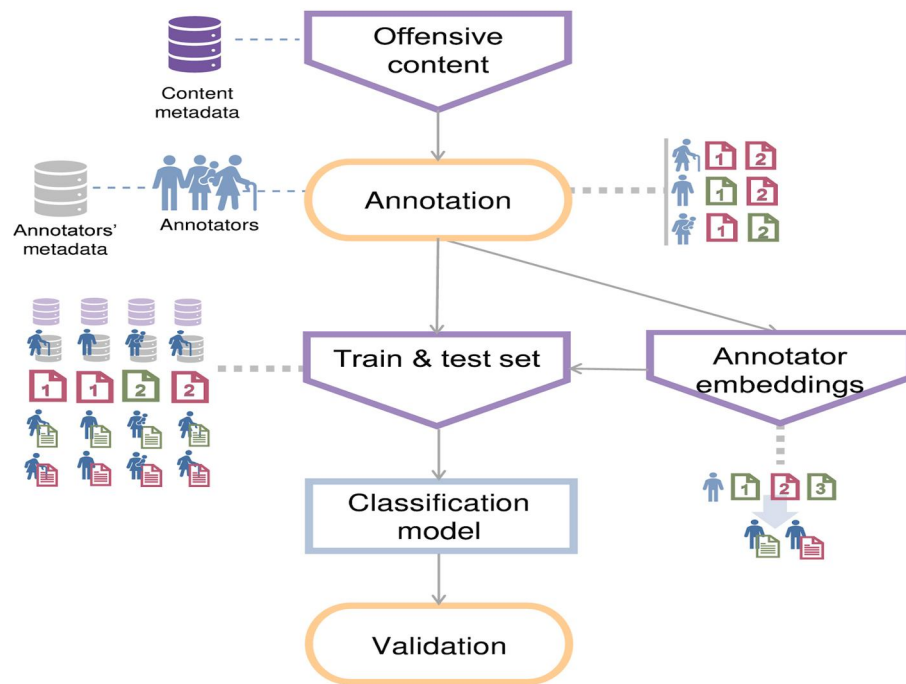 Offensive
content
Content
metadata
Annotators'
metadata
Annotators
Annotation
1 2
1 2
1 2
Train & test set
Annotator
embeddings
1 1 2 2
1 2 3
Classification
model
Validation